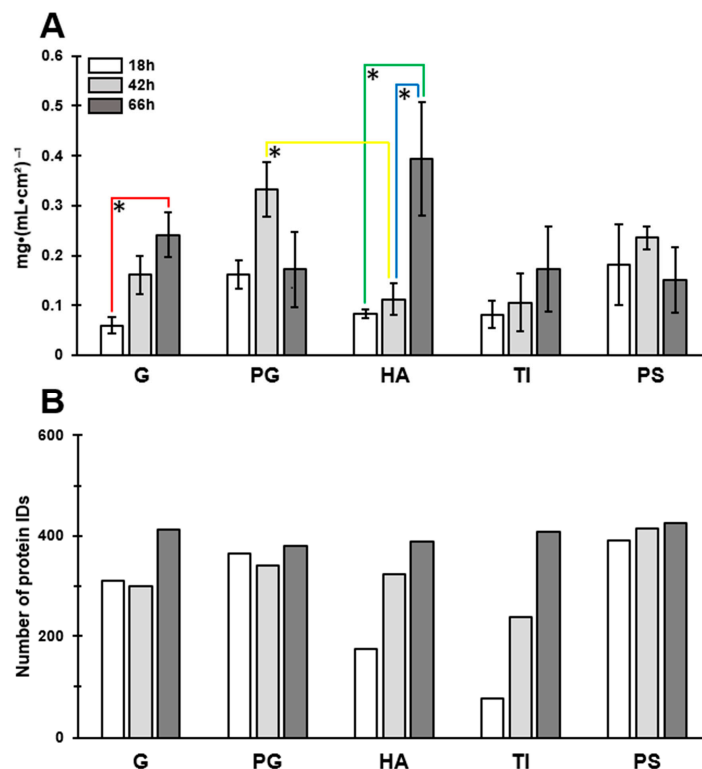 A
mg•(mL•cm²)⁻¹
0.6
0.5
0.4
0.3
0.2
0.1
0
18h
42h
66h
*
*
*
*
G PG HA TI PS
B
Number of protein IDs
600
400
200
0
G PG HA TI PS